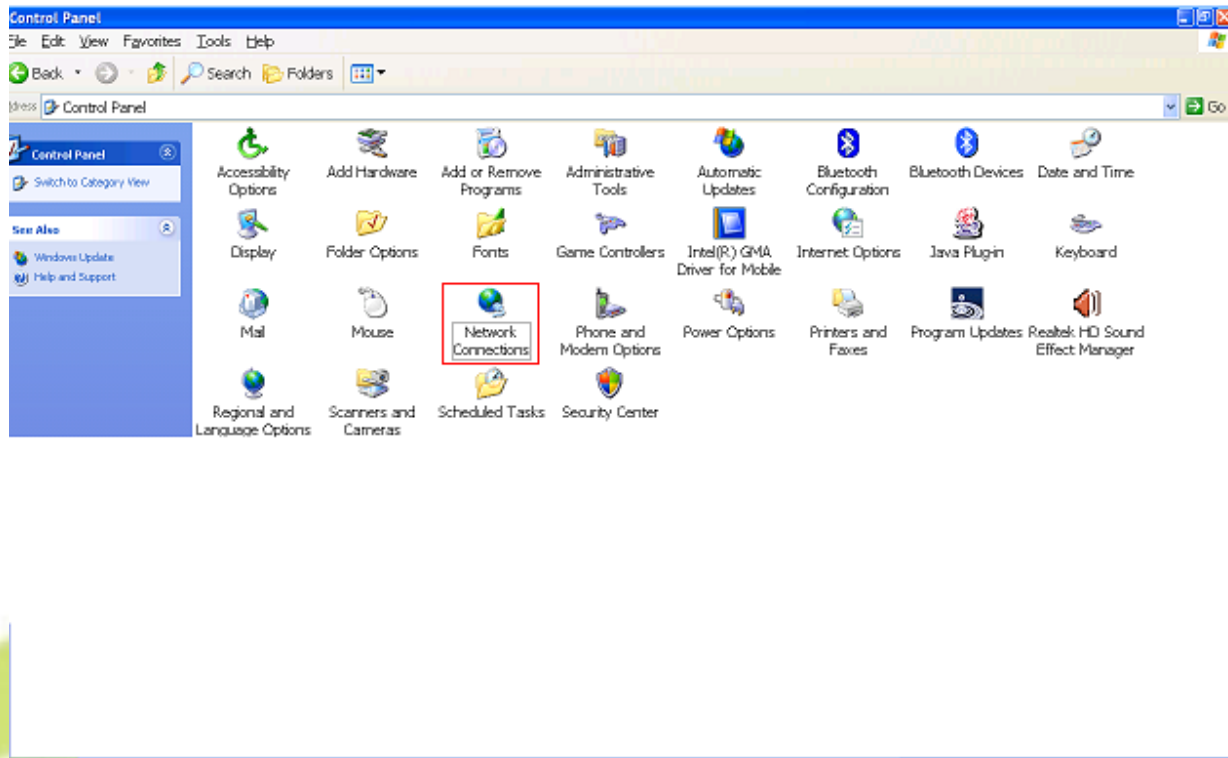 Control Panel
File Edit View Favorites Tools Help
Back Search Folders
Address Control Panel Go
Control Panel
Switch to Category View
See Also
Windows Update
Help and Support
Accessibility Options
Add Hardware
Add or Remove Programs
Administrative Tools
Automatic Updates
Bluetooth Configuration
Bluetooth Devices
Date and Time
Display
Folder Options
Fonts
Game Controllers
Intel(R) GMA Driver for Mobile
Internet Options
Java Plug-in
Keyboard
Mail
Mouse
Network Connections
Phone and Modem Options
Power Options
Printers and Faxes
Program Updates
Realtek HD Sound Effect Manager
Regional and Language Options
Scanners and Cameras
Scheduled Tasks
Security Center